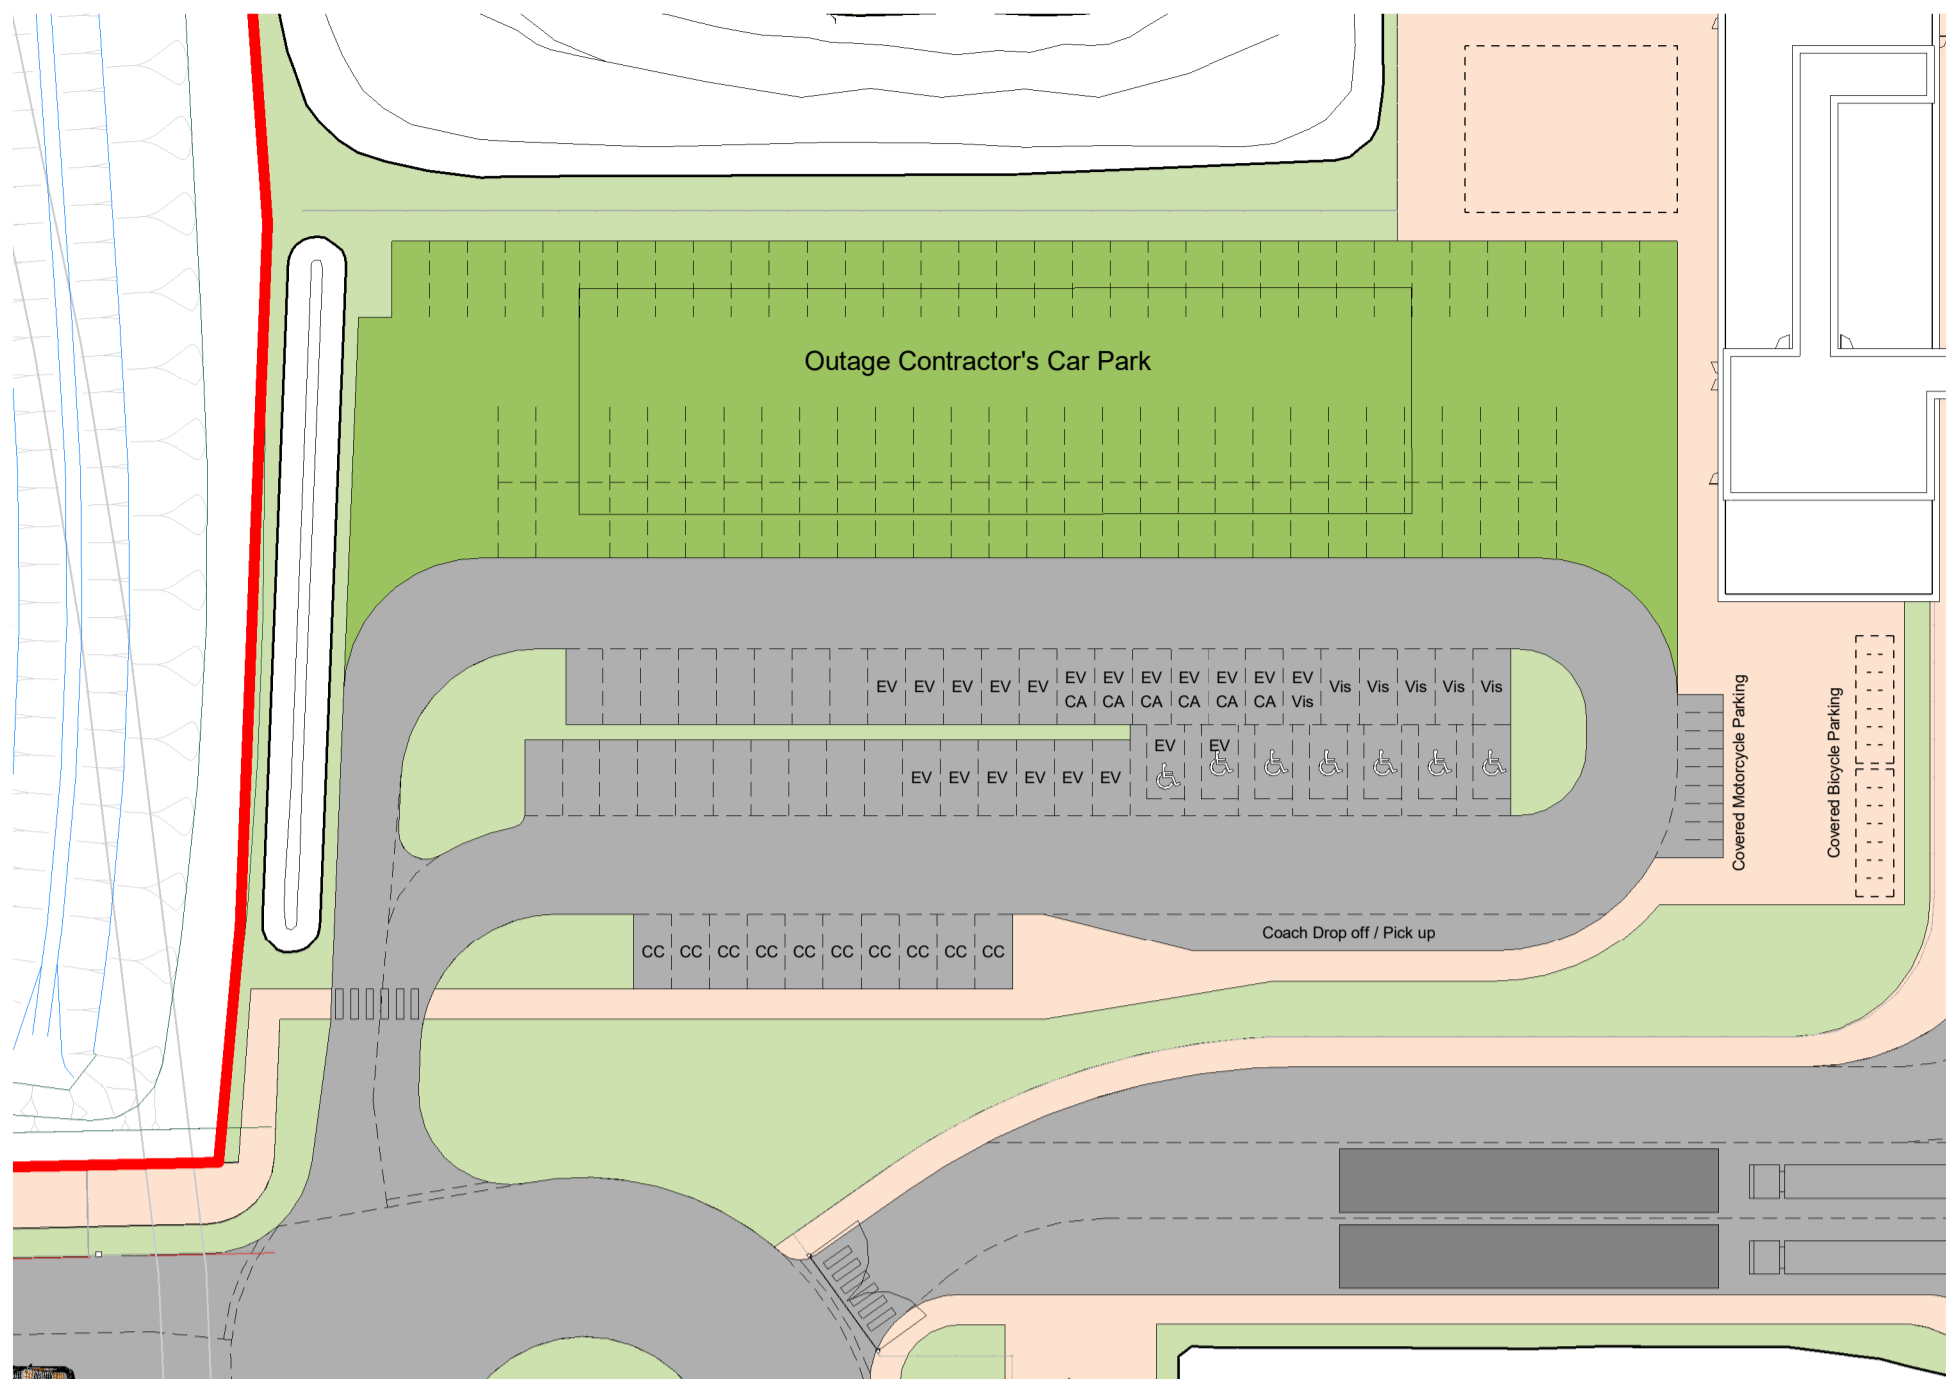 Outage Contractor's Car Park
EV EV EV EV EV EV EV EV EV EV EV EV Vis Vis Vis Vis Vis
CA CA CA CA CA CA Vis
EV EV
EV EV EV EV EV EV
Covered Motorcycle Parking
Covered Bicycle Parking
Coach Drop off / Pick up
CC CC CC CC CC CC CC CC CC CC